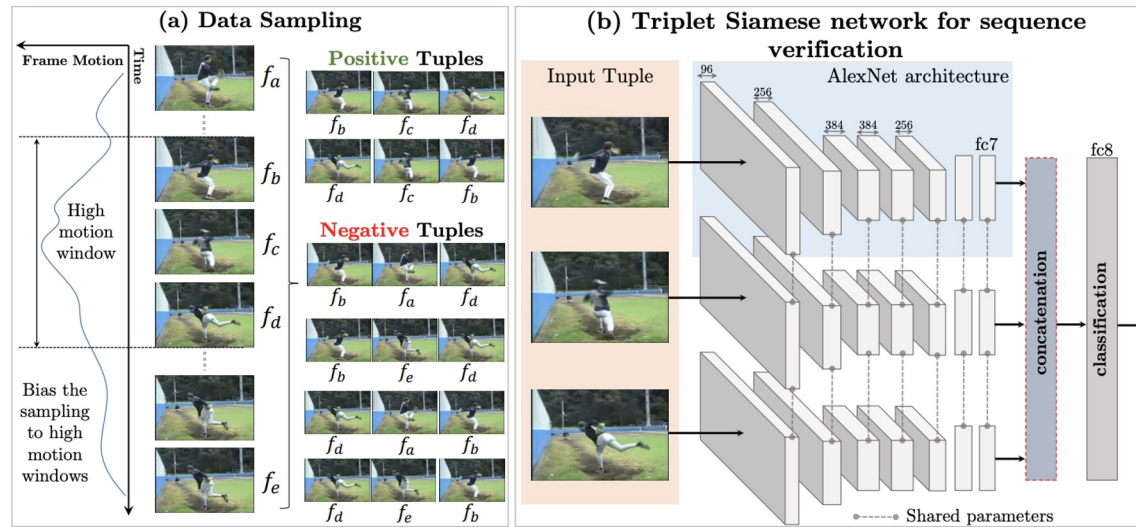 (a) Data Sampling
Frame Motion
Time
High
motion
window
Bias the
sampling
to high
motion
windows
f_a
f_b
f_c
f_d
f_e
Positive Tuples
f_b f_c f_d
f_d f_c f_b
Negative Tuples
f_b f_a f_d
f_b f_e f_d
f_d f_a f_b
f_d f_e f_b
(b) Triplet Siamese network for sequence
verification
Input Tuple
AlexNet architecture
96
256
384
384
256
fc7
fc8
concatenation
classification
Shared parameters